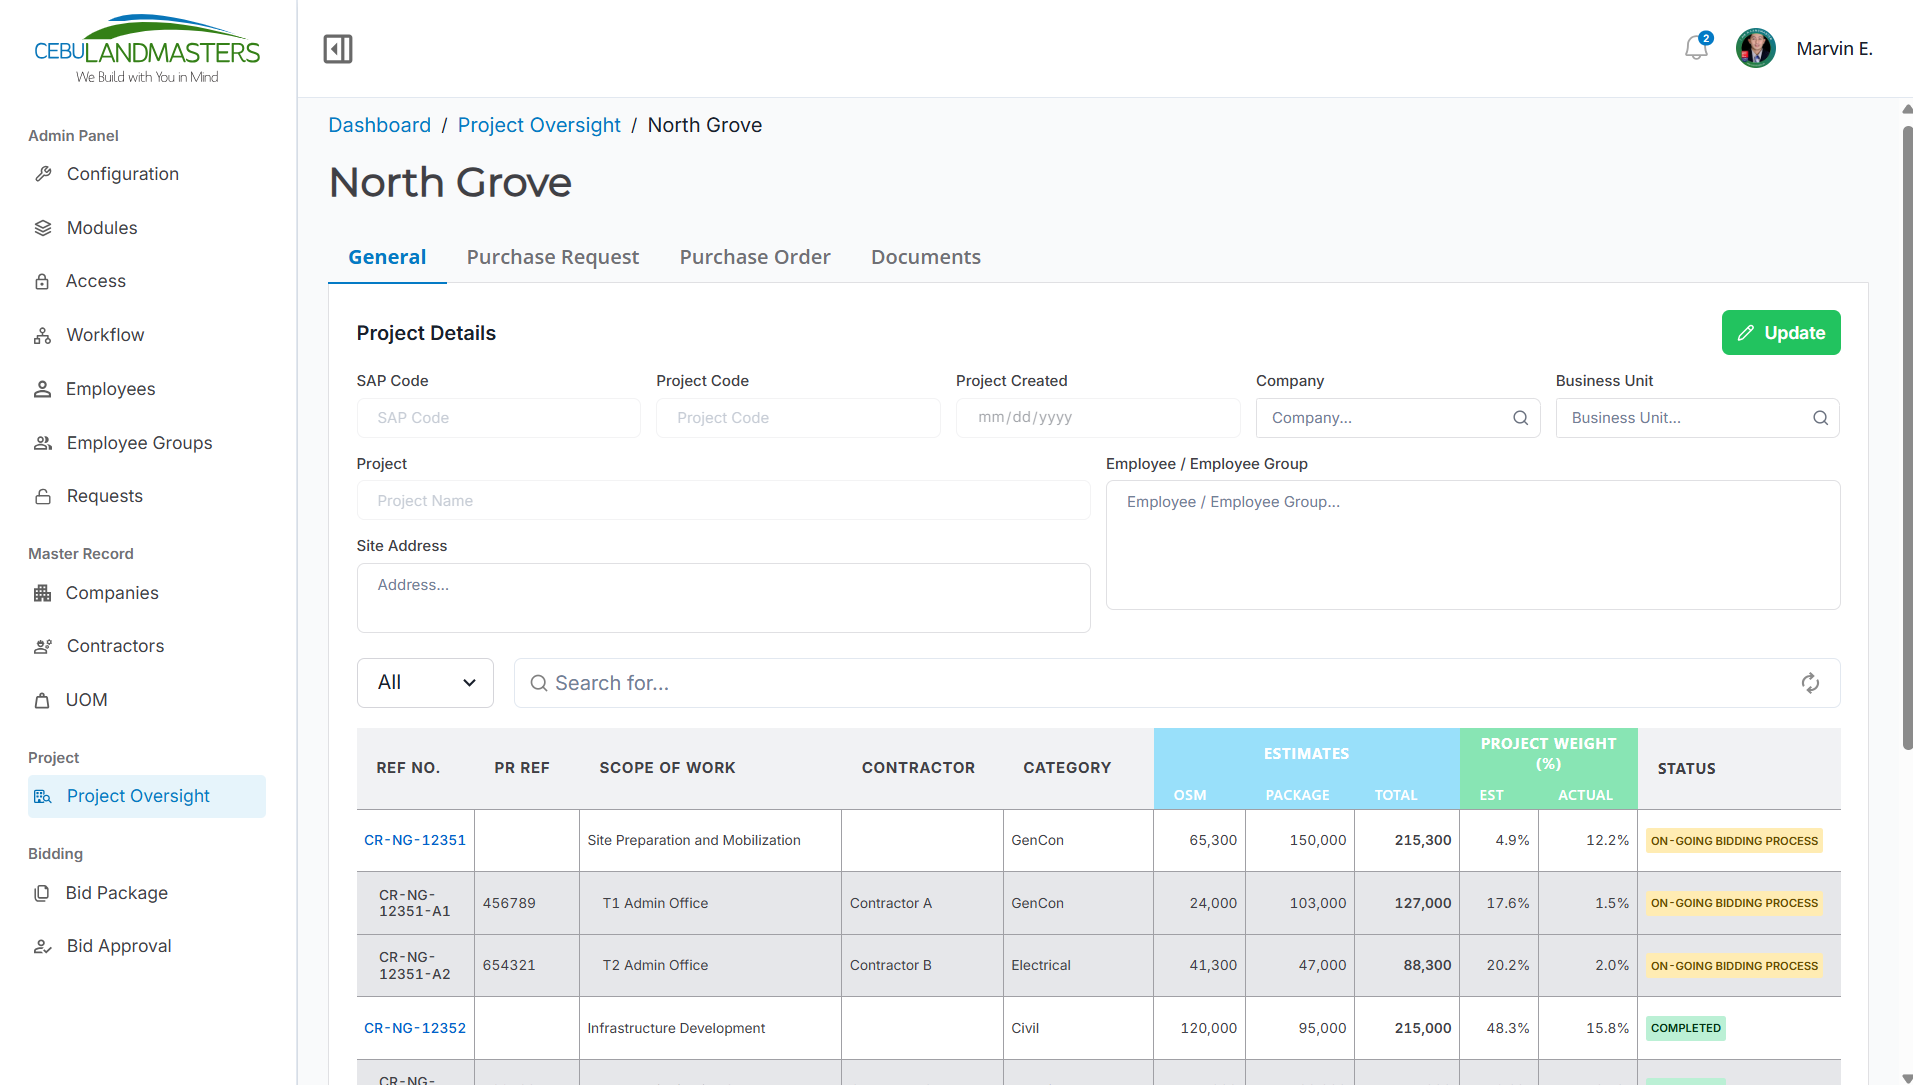 CEBULANDMASTERS
We Build with You in Mind
Admin Panel
Configuration
Modules
Access
Workflow
Employees
Employee Groups
Requests
Master Record
Companies
Contractors
UOM
Project
Project Oversight
Bidding
Bid Package
Bid Approval
2
Marvin E.
Dashboard / Project Oversight / North Grove
North Grove
General Purchase Request Purchase Order Documents
Project Details
Update
SAP Code Project Code Project Created Company Business Unit
SAP Code Project Code mm/dd/yyyy Company... Business Unit...
Project Employee / Employee Group
Project Name Employee / Employee Group...
Site Address
Address...
All Search for...
REF NO. PR REF SCOPE OF WORK CONTRACTOR CATEGORY ESTIMATES PROJECT WEIGHT (%) STATUS
OSM PACKAGE TOTAL EST ACTUAL
CR-NG-12351 Site Preparation and Mobilization GenCon 65,300 150,000 215,300 4.9% 12.2% ON-GOING BIDDING PROCESS
CR-NG-12351-A1 456789 T1 Admin Office Contractor A GenCon 24,000 103,000 127,000 17.6% 1.5% ON-GOING BIDDING PROCESS
CR-NG-12351-A2 654321 T2 Admin Office Contractor B Electrical 41,300 47,000 88,300 20.2% 2.0% ON-GOING BIDDING PROCESS
CR-NG-12352 Infrastructure Development Civil 120,000 95,000 215,000 48.3% 15.8% COMPLETED
CR-NG-